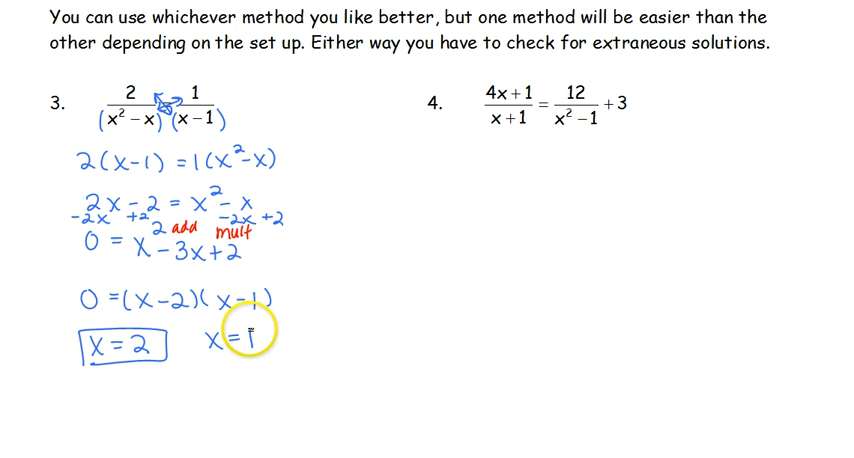 You can use whichever method you like better, but one method will be easier than the
other depending on the set up. Either way you have to check for extraneous solutions.
3. 2/(x² – x) 1/(x – 1)
2(x-1) = 1(x²-x)
2x - 2 = x² - x
-2x +2 -2x +2
add mult
0 = x² - 3x + 2
0 = (x-2)(x-1)
x = 2 x = 1
4. (4x + 1)/(x + 1) = 12/(x² – 1) + 3